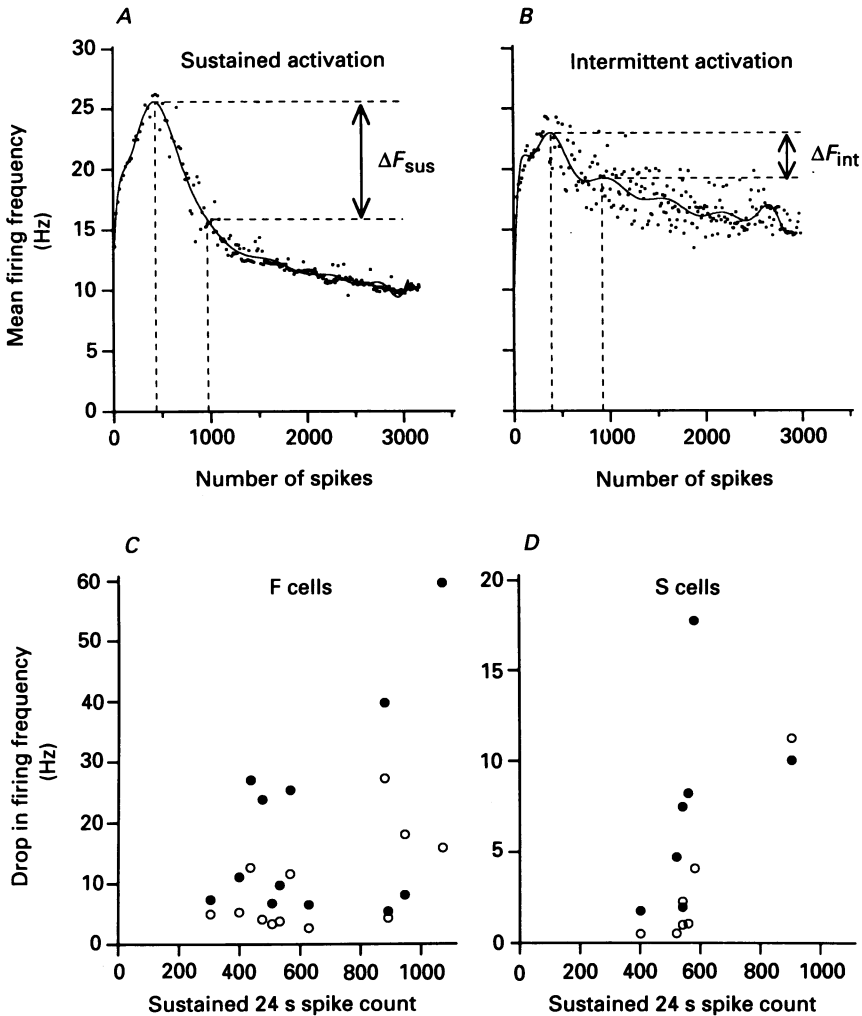 A
B
Sustained activation
Intermittent activation
30
25
20
15
10
5
0
Mean firing frequency
(Hz)
ΔFsus
ΔFint
0 1000 2000 3000
0 1000 2000 3000
Number of spikes
Number of spikes
C
D
F cells
S cells
60
50
40
30
20
10
0
20
15
10
5
0
Drop in firing frequency
(Hz)
0 200 400 600 800 1000
0 200 400 600 800 1000
Sustained 24 s spike count
Sustained 24 s spike count